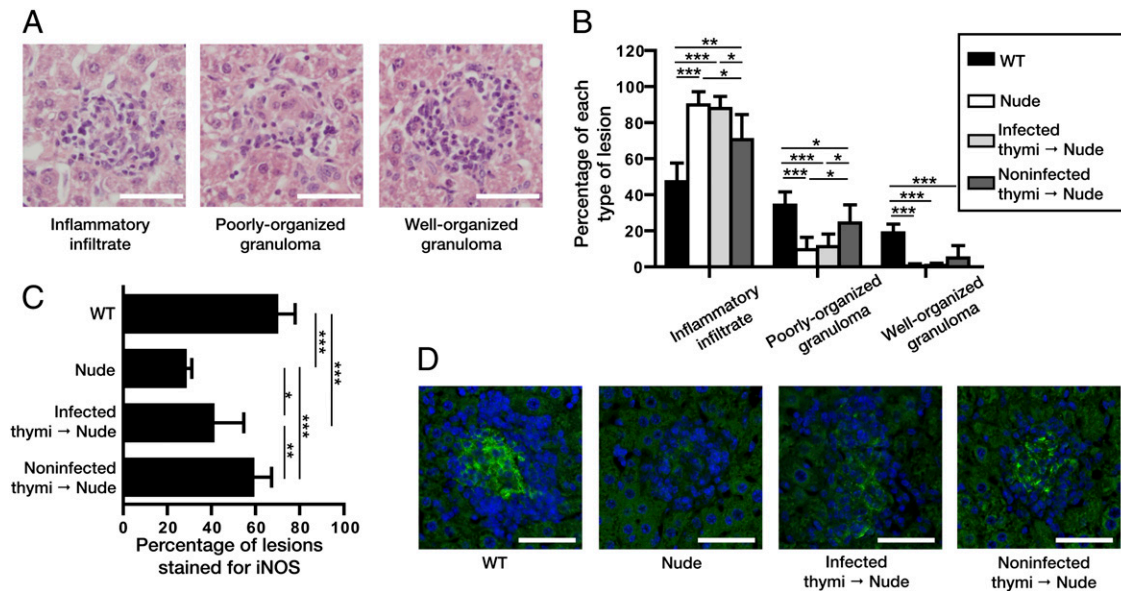 A
Inflammatory
infiltrate
Poorly-organized
granuloma
Well-organized
granuloma
B
Percentage of each
type of lesion
120
100
80
60
40
20
0
**
*** *
*** *
*
*** *
*** *
***
***
***
Inflammatory
infiltrate
Poorly-organized
granuloma
Well-organized
granuloma
WT
Nude
Infected
thymi → Nude
Noninfected
thymi → Nude
C
WT
Nude
Infected
thymi → Nude
Noninfected
thymi → Nude
***
***
*
***
**
0 20 40 60 80 100
Percentage of lesions
stained for iNOS
D
WT
Nude
Infected
thymi → Nude
Noninfected
thymi → Nude